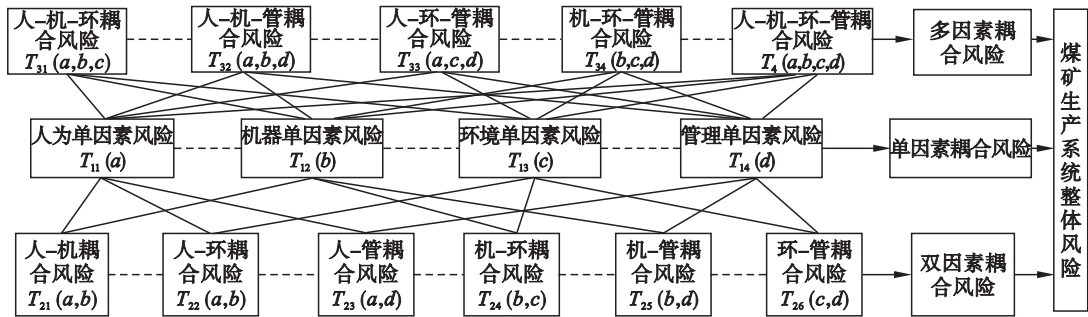 人–机–环耦
合风险
T31 (a,b,c)
人–机–管耦
合风险
T32 (a,b,d)
人–环–管耦
合风险
T33 (a,c,d)
机–环–管耦
合风险
T34 (b,c,d)
人–机–环–管耦
合风险
T4 (a,b,c,d)
多因素耦
合风险
人为单因素风险
T11 (a)
机器单因素风险
T12 (b)
环境单因素风险
T13 (c)
管理单因素风险
T14 (d)
单因素耦合风险
人–机耦
合风险
T21 (a,b)
人–环耦
合风险
T22 (a,b)
人–管耦
合风险
T23 (a,d)
机–环耦
合风险
T24 (b,c)
机–管耦
合风险
T25 (b,d)
环–管耦
合风险
T26 (c,d)
双因素耦
合风险
煤矿生产系统整体风险